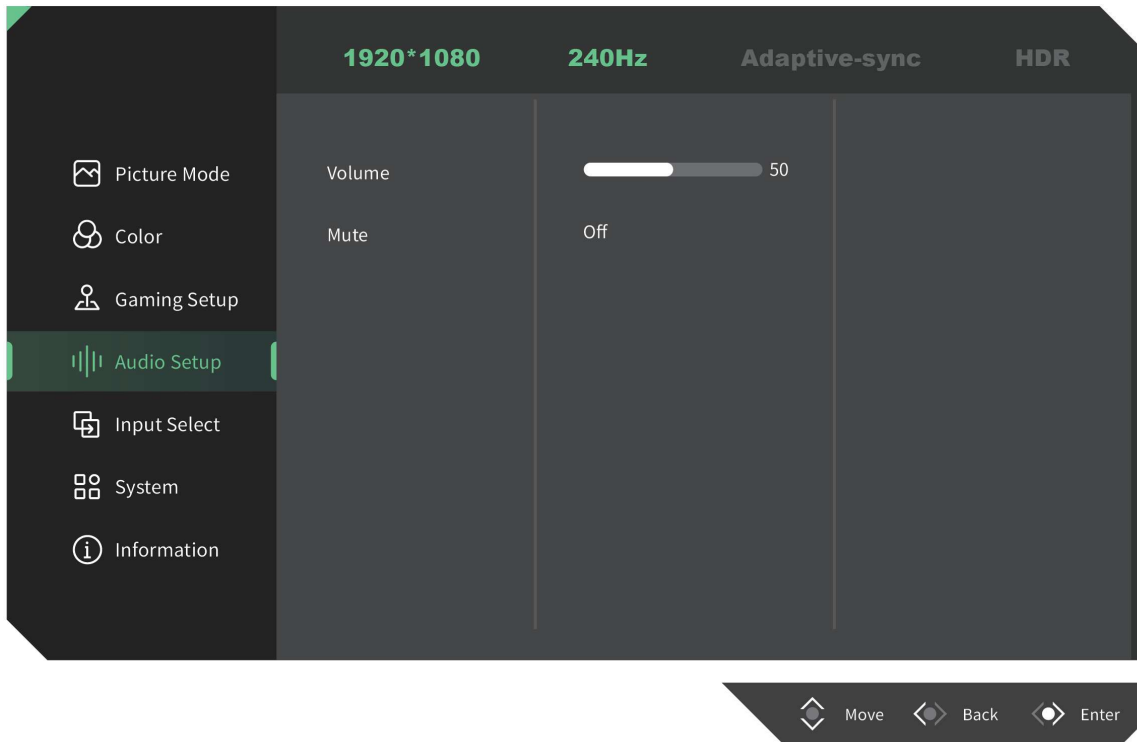 1920*1080 240Hz Adaptive-sync HDR
Picture Mode
Color
Gaming Setup
Audio Setup
Input Select
System
Information
Volume 50
Mute Off
Move Back Enter